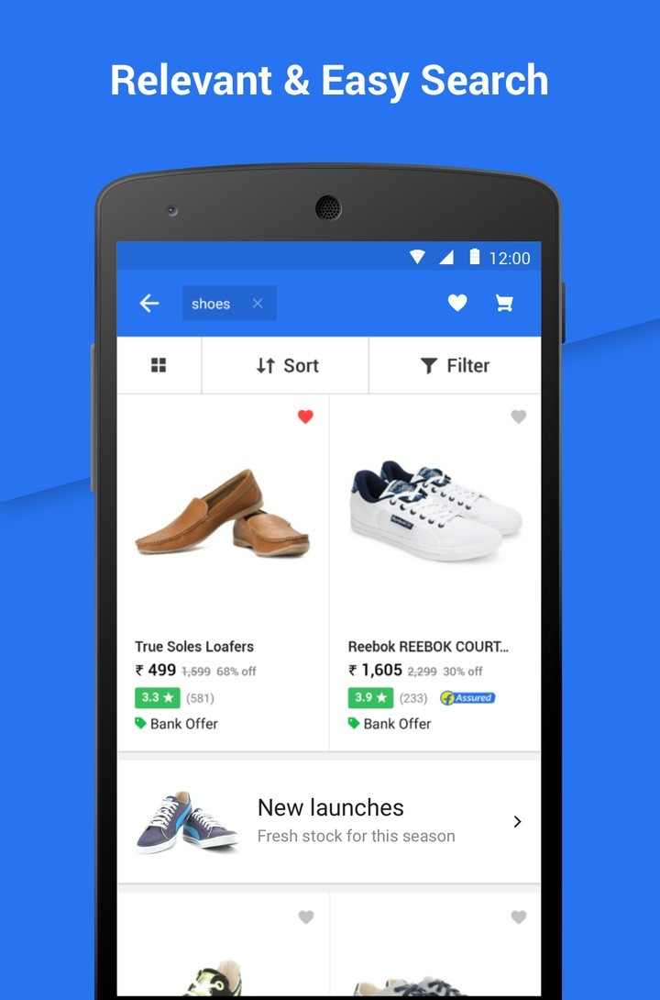 Relevant & Easy Search
12:00
shoes
Sort
Filter
True Soles Loafers
₹ 499 1,599 68% off
3.3 ★ (581)
Bank Offer
Reebok REEBOK COURT...
₹ 1,605 2,299 30% off
3.9 ★ (233) f Assured
Bank Offer
New launches
Fresh stock for this season